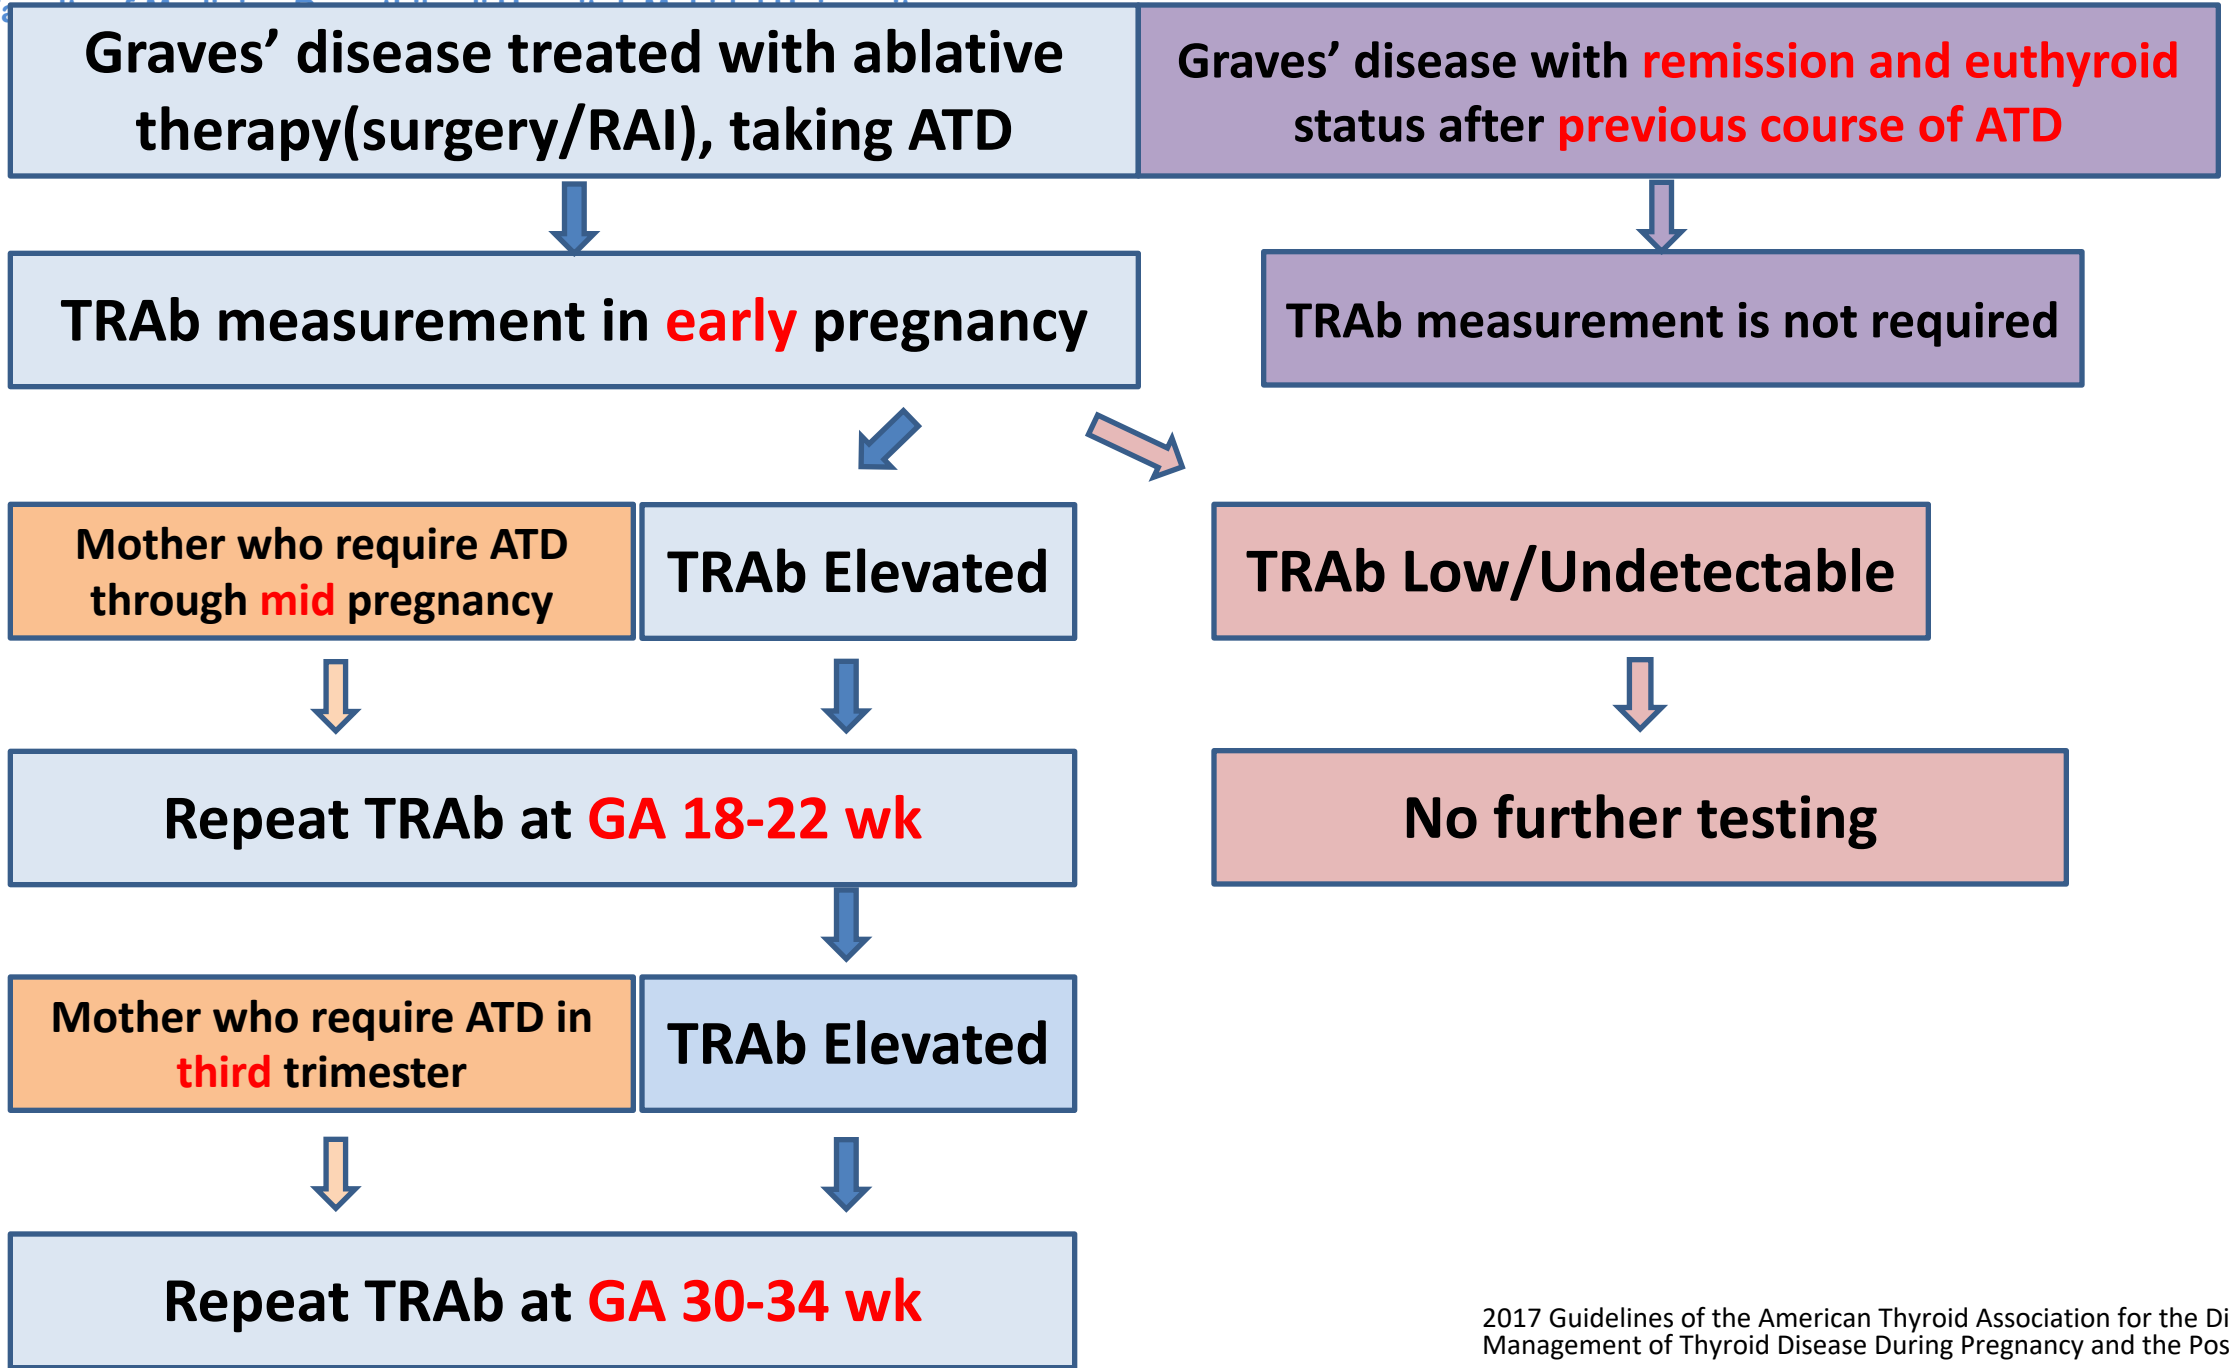 Graves’ disease treated with ablative
therapy(surgery/RAI), taking ATD
Graves’ disease with remission and euthyroid
status after previous course of ATD
TRAb measurement in early pregnancy
TRAb measurement is not required
Mother who require ATD
through mid pregnancy
TRAb Elevated
TRAb Low/Undetectable
Repeat TRAb at GA 18-22 wk
No further testing
Mother who require ATD in
third trimester
TRAb Elevated
Repeat TRAb at GA 30-34 wk
2017 Guidelines of the American Thyroid Association for the Di
Management of Thyroid Disease During Pregnancy and the Pos